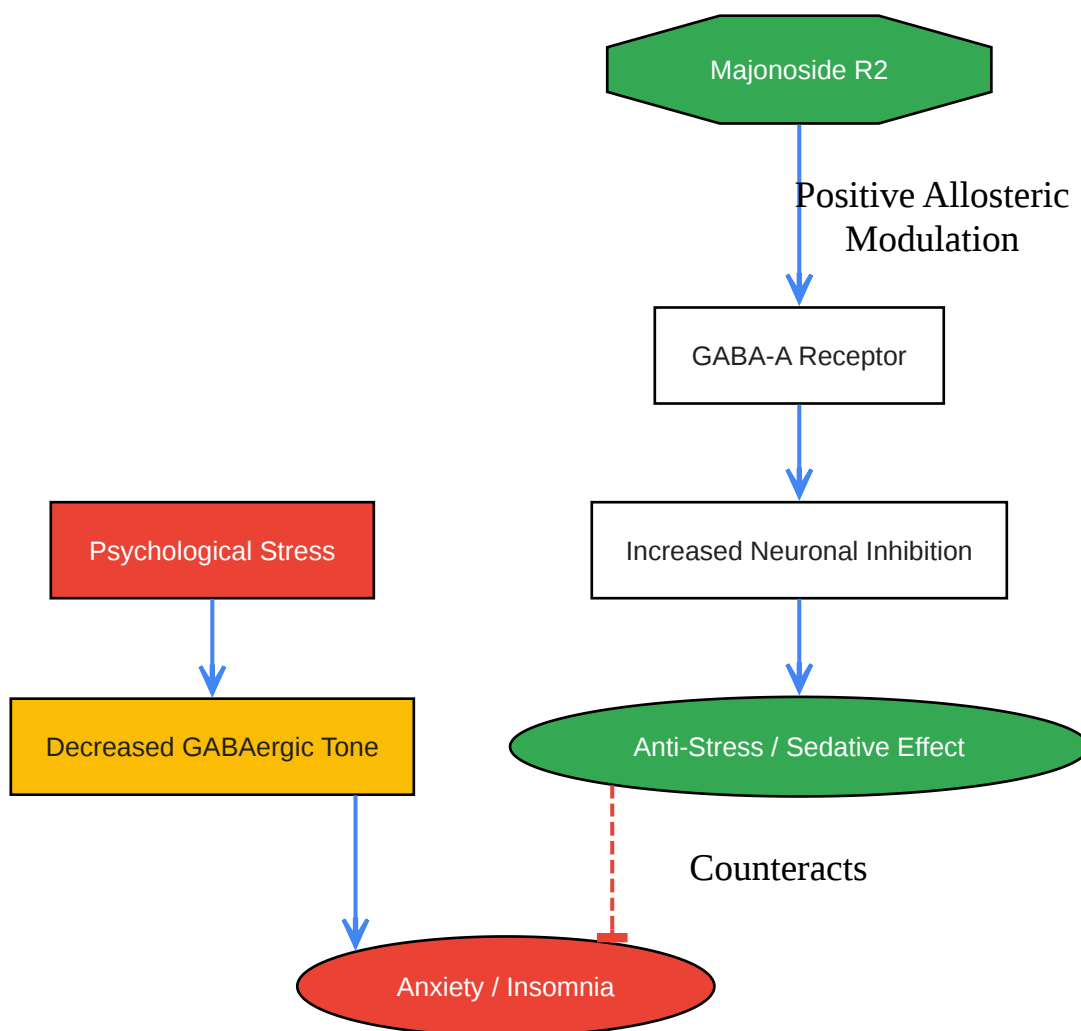 Majonoside R2
Positive Allosteric
Modulation
GABA-A Receptor
Psychological Stress
Increased Neuronal Inhibition
Decreased GABAergic Tone
Anti-Stress / Sedative Effect
Counteracts
Anxiety / Insomnia